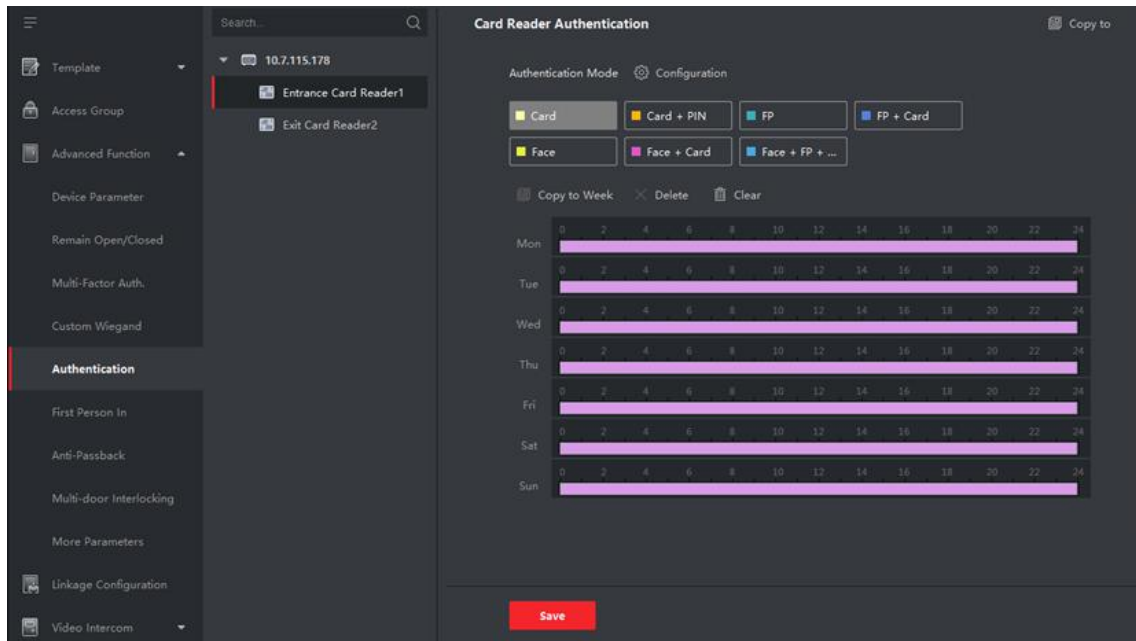 Template
Access Group
Advanced Function
Device Parameter
Remain Open/Closed
Multi-Factor Auth.
Custom Wiegand
Authentication
First Person In
Anti-Passback
Multi-door Interlocking
More Parameters
Linkage Configuration
Video Intercom
Search...
10.7.115.178
Entrance Card Reader1
Exit Card Reader2
Card Reader Authentication
Copy to
Authentication Mode Configuration
Card Card + PIN FP FP + Card
Face Face + Card Face + FP + ...
Copy to Week Delete Clear
0 2 4 6 8 10 12 14 16 18 20 22 24
Mon
0 2 4 6 8 10 12 14 16 18 20 22 24
Tue
0 2 4 6 8 10 12 14 16 18 20 22 24
Wed
0 2 4 6 8 10 12 14 16 18 20 22 24
Thu
0 2 4 6 8 10 12 14 16 18 20 22 24
Fri
0 2 4 6 8 10 12 14 16 18 20 22 24
Sat
0 2 4 6 8 10 12 14 16 18 20 22 24
Sun
Save